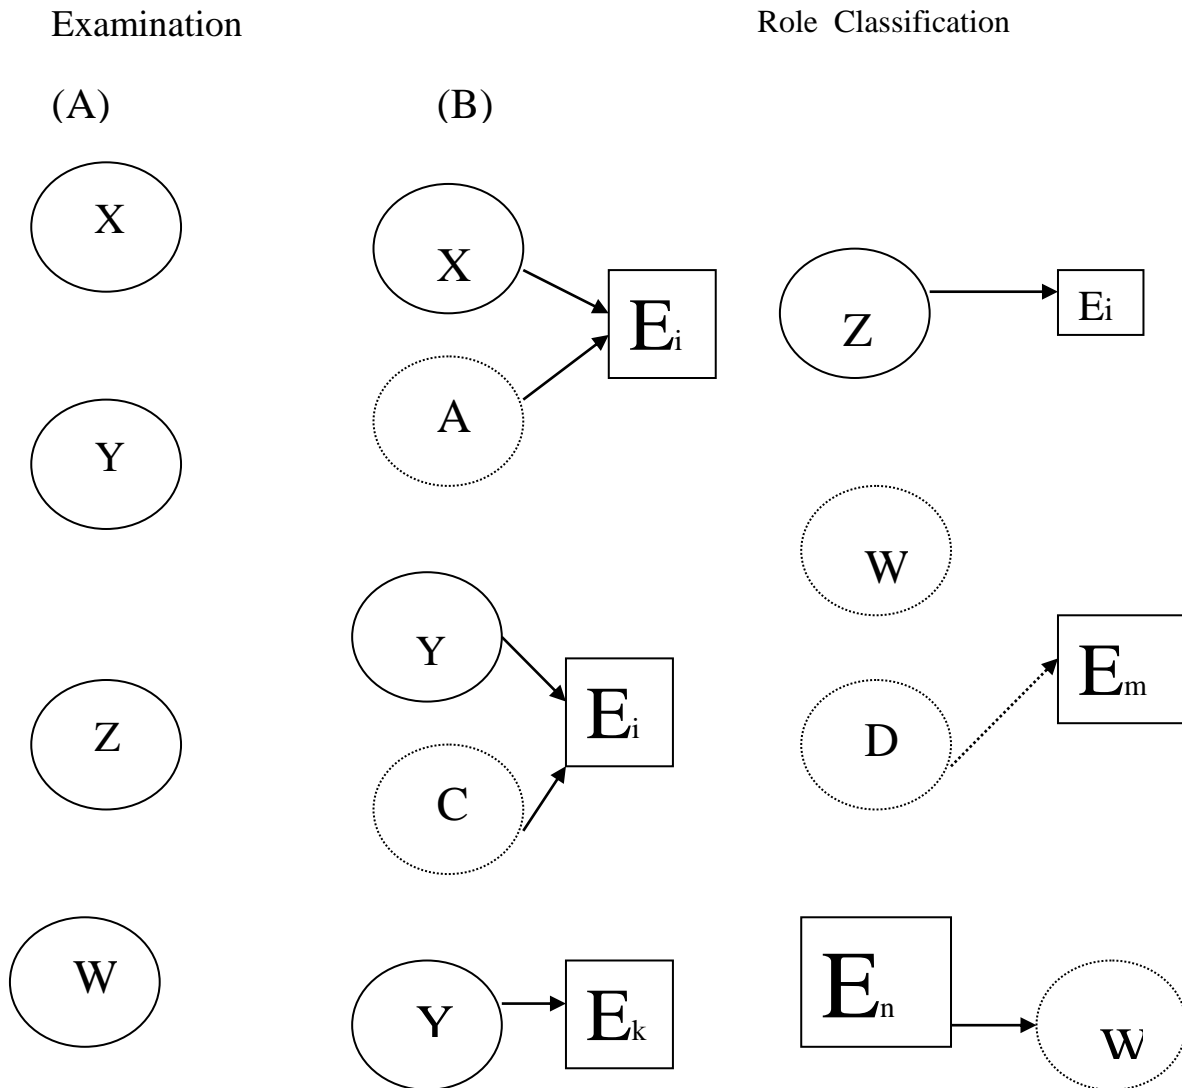 Examination
Role Classification
(A)
(B)
X
X
Ei
A
Z
Ei
Y
W
Y
Ei
C
D
Em
Z
W
Y
Ek
En
w